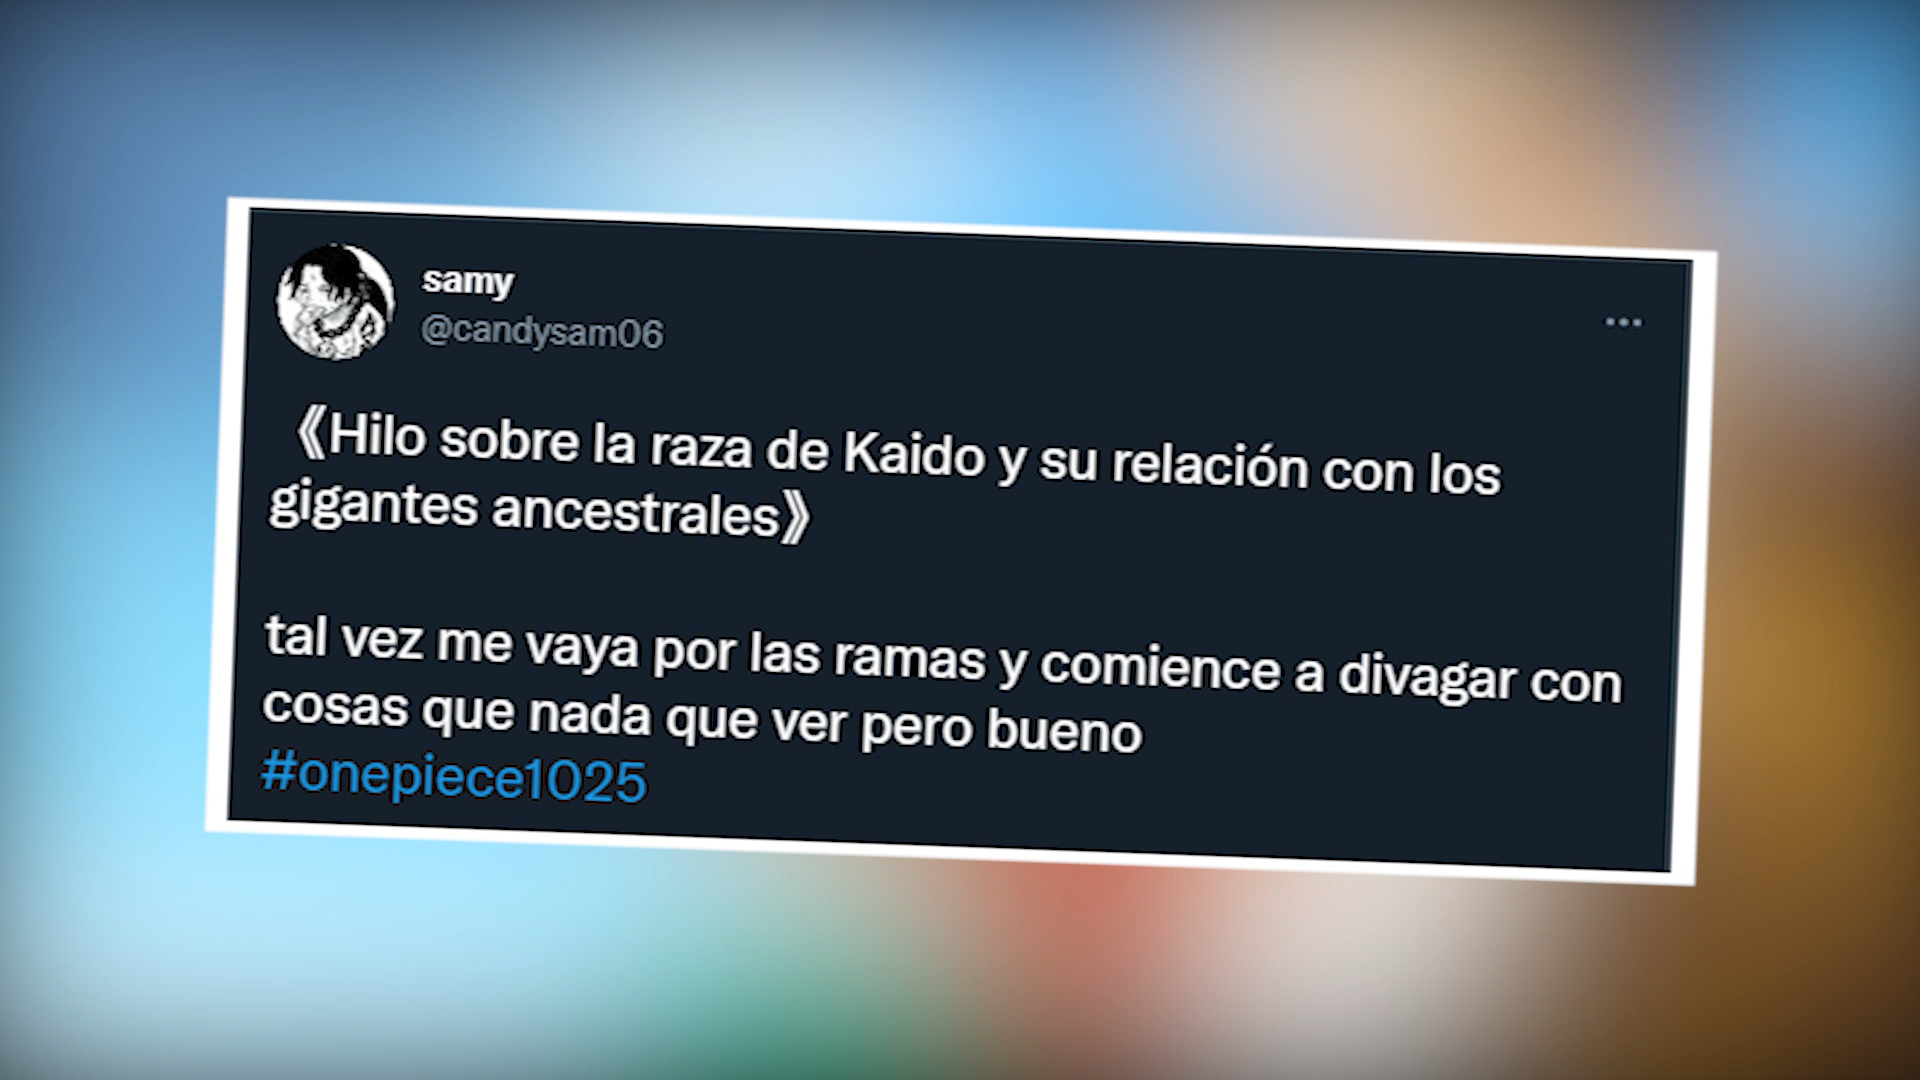 samy
@candysam06
《Hilo sobre la raza de Kaido y su relación con los
gigantes ancestrales》
tal vez me vaya por las ramas y comience a divagar con
cosas que nada que ver pero bueno
#onepiece1025